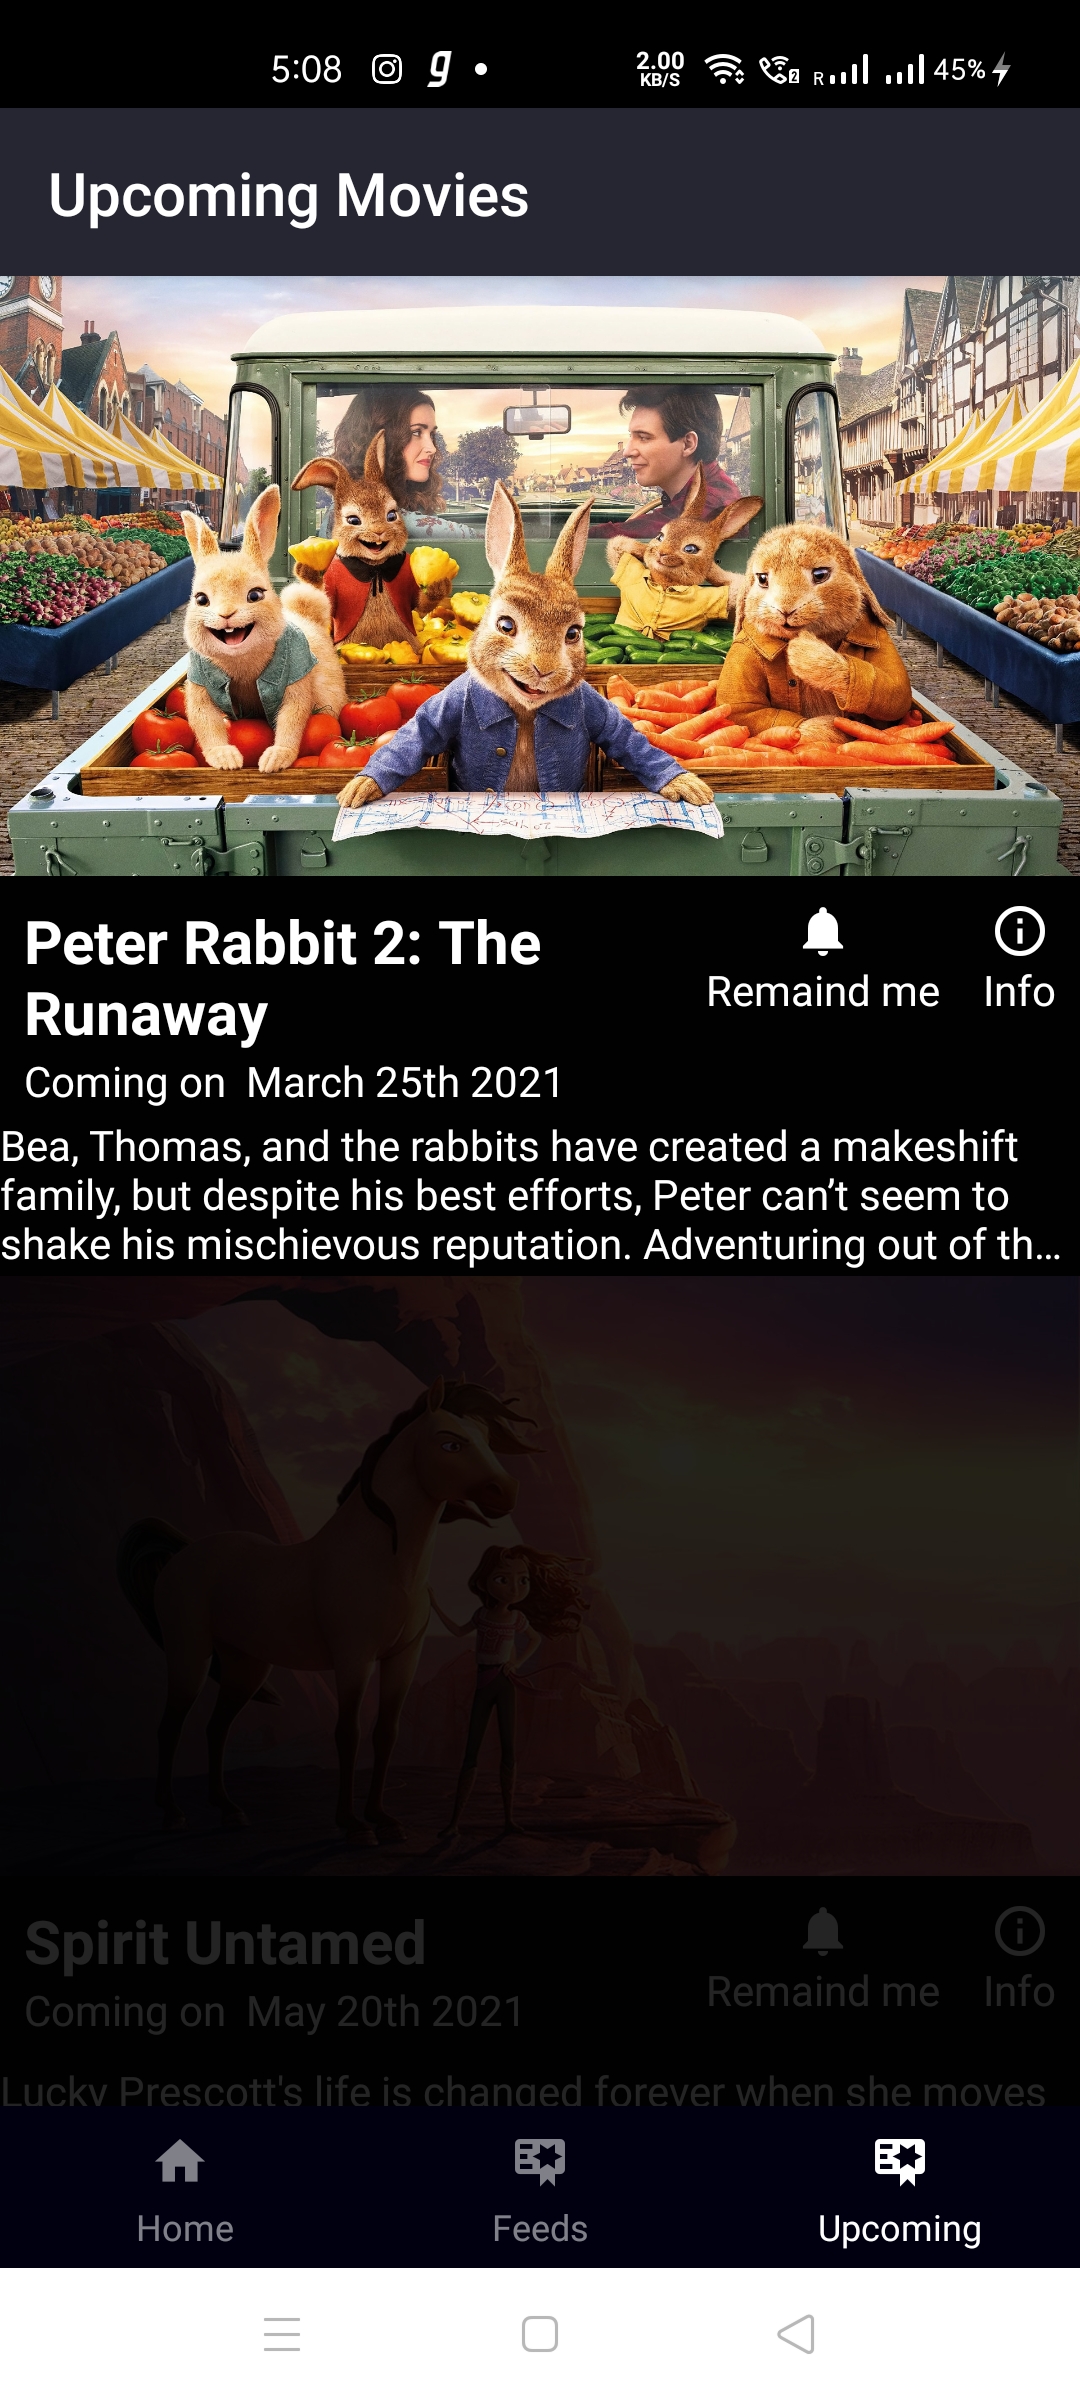 5:08 g 2.00 KB/S 2 R 45%
Upcoming Movies
Peter Rabbit 2: The
Runaway
Remaind me Info
Coming on March 25th 2021
Bea, Thomas, and the rabbits have created a makeshift
family, but despite his best efforts, Peter can’t seem to
shake his mischievous reputation. Adventuring out of th…
Spirit Untamed
Remaind me Info
Coming on May 20th 2021
Lucky Prescott's life is changed forever when she moves
Home Feeds Upcoming